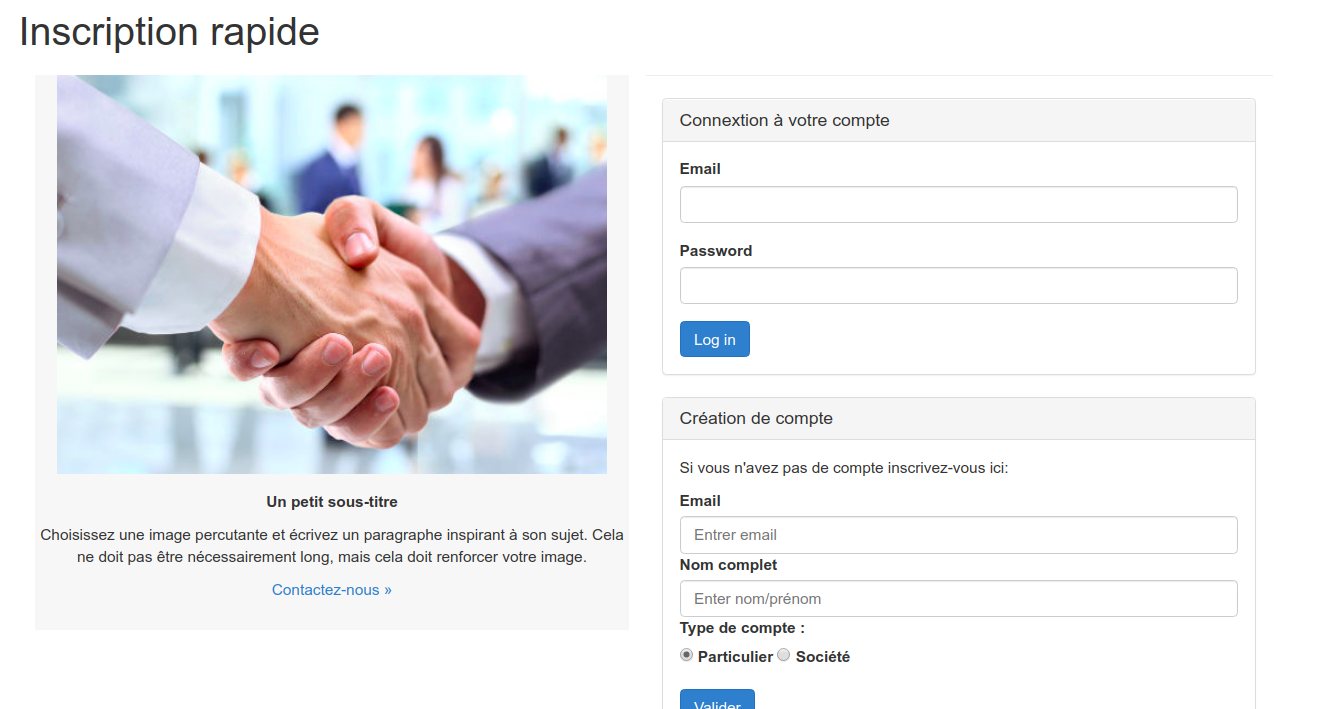 Inscription rapide
Un petit sous-titre
Choisissez une image percutante et écrivez un paragraphe inspirant à son sujet. Cela
ne doit pas être nécessairement long, mais cela doit renforcer votre image.
Contactez-nous »
Connextion à votre compte
Email
Password
Log in
Création de compte
Si vous n'avez pas de compte inscrivez-vous ici:
Email
Entrer email
Nom complet
Enter nom/prénom
Type de compte :
Particulier Société
Valider